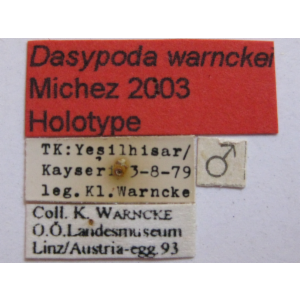 Dasypoda warnckei
Michez 2003
Holotype
TK:Yeşilhisar/
Kayseri 3-8-79
leg.Kl.Warncke
♂
Coll. K. WARNCKE
O.Ö.Landesmuseum
Linz/Austria-egg.93